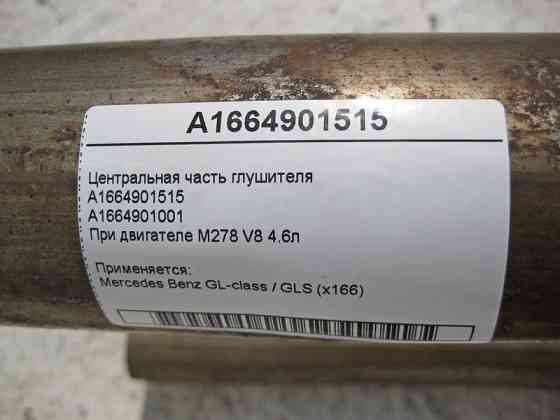 A1664901515
Центральная часть глушителя
A1664901515
A1664901001
При двигателе M278 V8 4.6л
Применяется:
Mercedes Benz GL-class / GLS (x166)